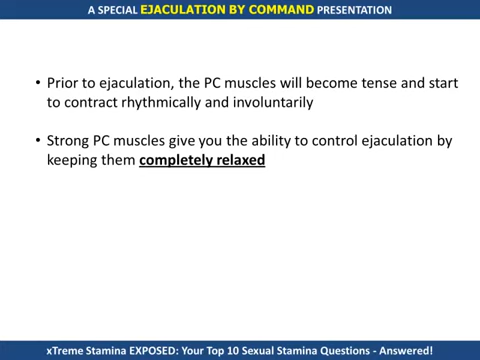 A SPECIAL EJACULATION BY COMMAND PRESENTATION
• Prior to ejaculation, the PC muscles will become tense and start
to contract rhythmically and involuntarily
• Strong PC muscles give you the ability to control ejaculation by
keeping them completely relaxed
xTreme Stamina EXPOSED: Your Top 10 Sexual Stamina Questions - Answered!